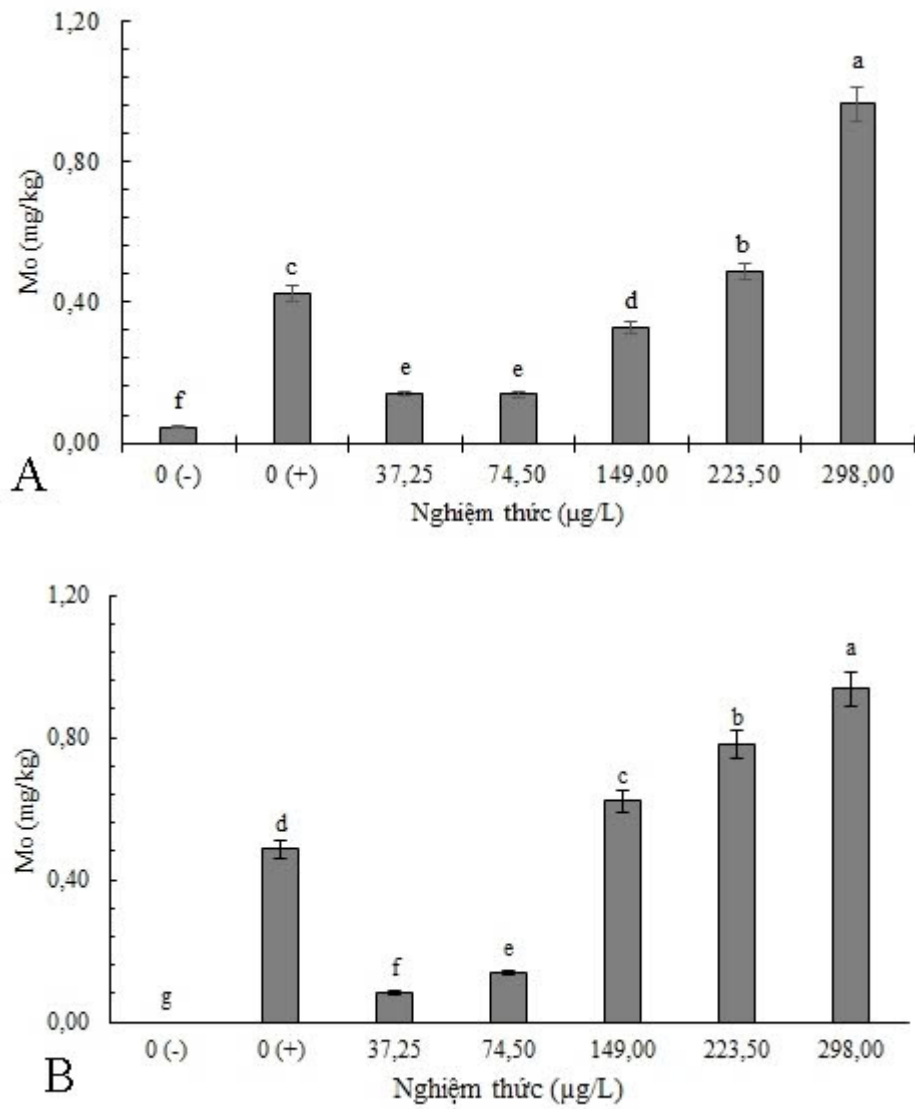 1,20
a
0,80
Mo (mg/kg)
b
c
0,40
d
e e
f
0,00
A
0 (-) 0 (+) 37,25 74,50 149,00 223,50 298,00
Nghiệm thức (µg/L)
1,20
a
b
0,80
c
Mo (mg/kg)
d
0,40
e
f
g
0,00
0 (-) 0 (+) 37,25 74,50 149,00 223,50 298,00
B
Nghiệm thức (µg/L)